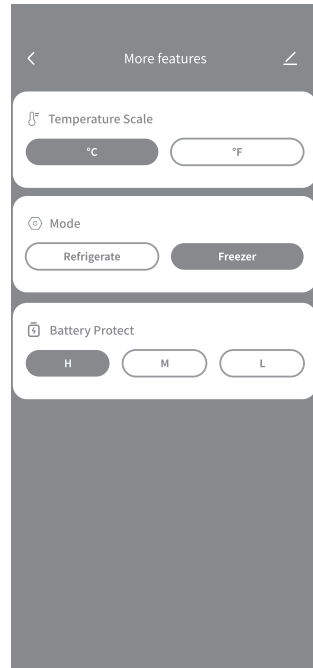 More features
Temperature Scale
°C °F
Mode
Refrigerate Freezer
Battery Protect
H M L